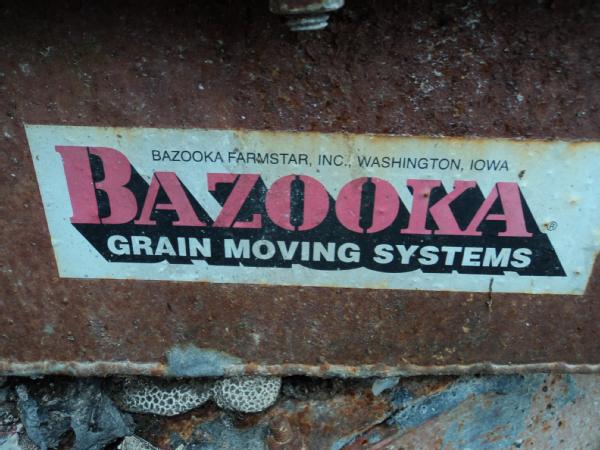 BAZOOKA FARMSTAR, INC., WASHINGTON, IOWA
BAZOOKA®
GRAIN MOVING SYSTEMS